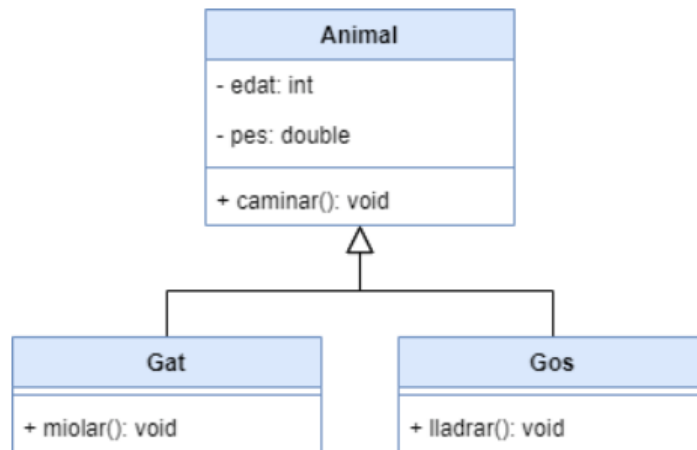 Animal
- edat: int
- pes: double
+ caminar(): void
Gat
+ miolar(): void
Gos
+ lladrar(): void